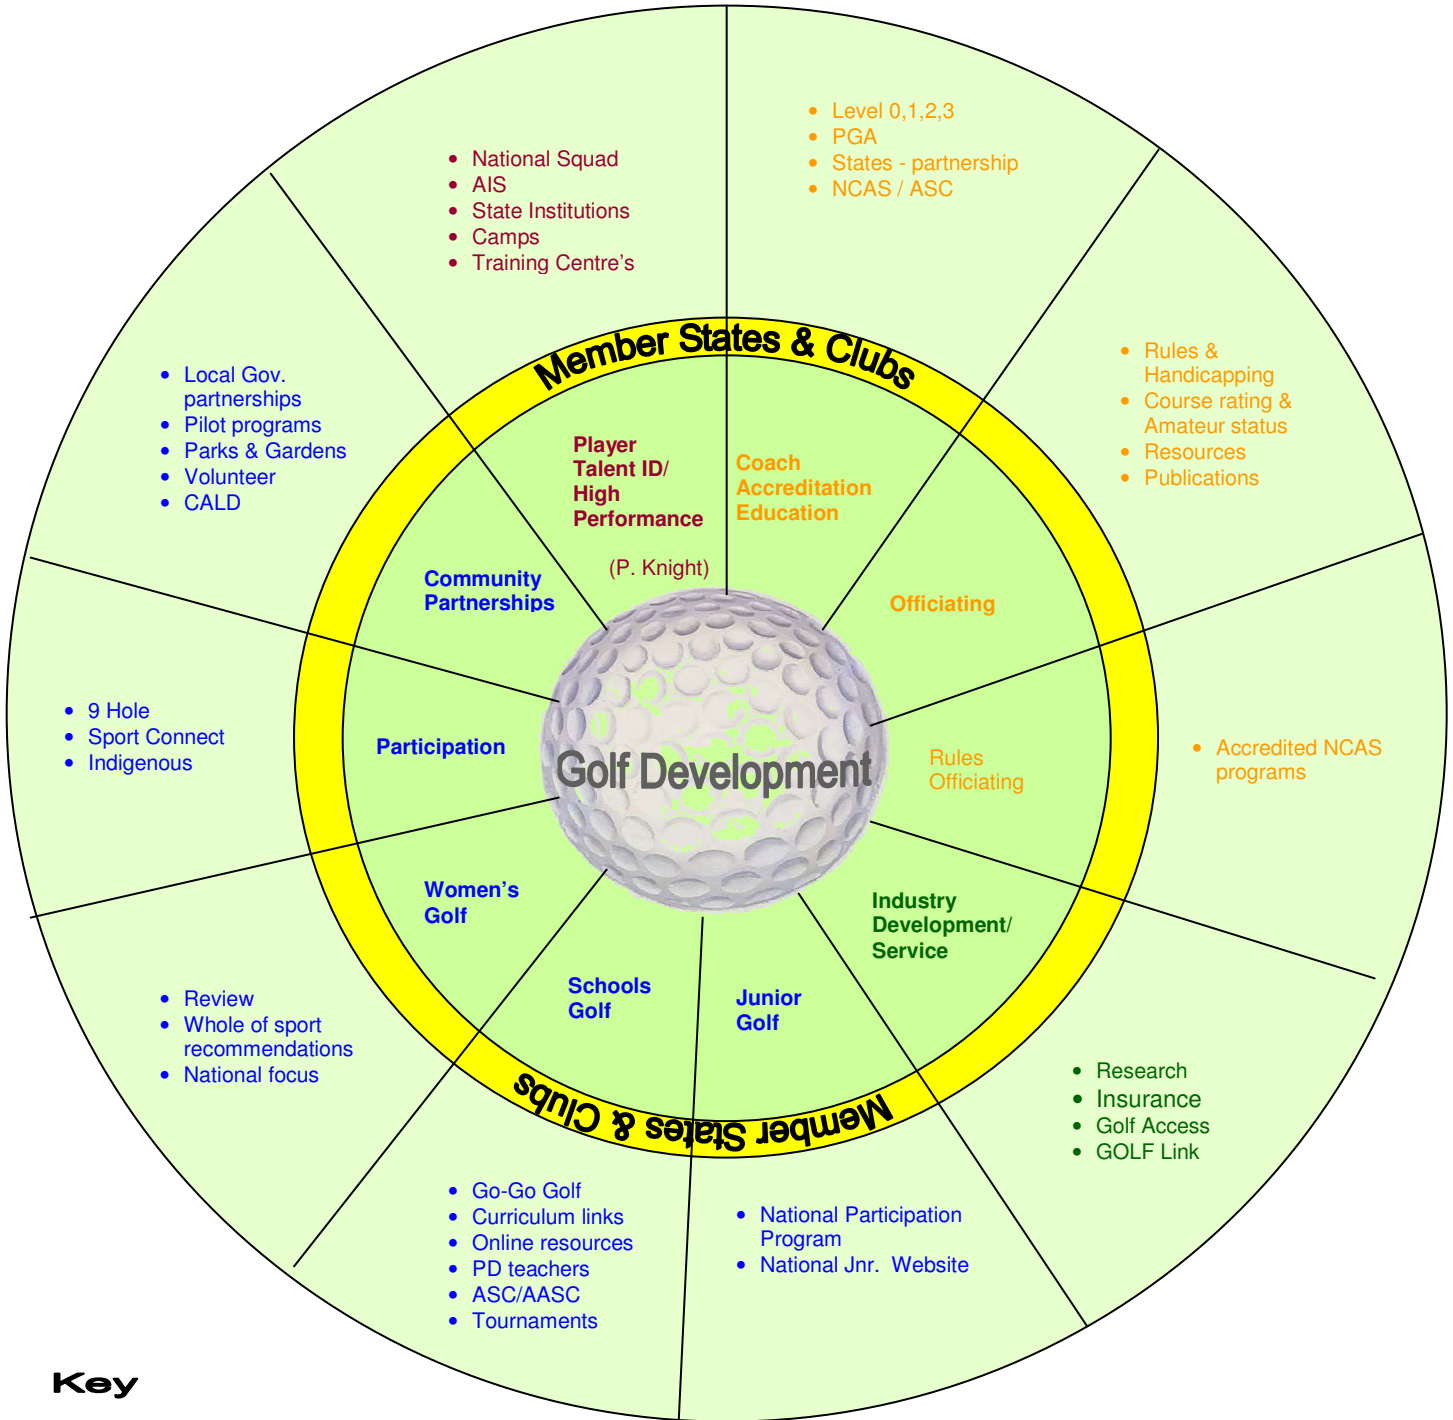 • Level 0,1,2,3
• PGA
• States - partnership
• NCAS / ASC
• National Squad
• AIS
• State Institutions
• Camps
• Training Centre's
• Rules &
Handicapping
• Course rating &
Amateur status
• Resources
• Publications
• Local Gov.
partnerships
• Pilot programs
• Parks & Gardens
• Volunteer
• CALD
Member States & Clubs
Player
Talent ID/
High
Performance
(P. Knight)
Coach
Accreditation
Education
Community
Partnerships
Officiating
• 9 Hole
• Sport Connect
• Indigenous
Participation
Golf Development
Rules
Officiating
• Accredited NCAS
programs
Women's
Golf
Industry
Development/
Service
Schools
Golf
Junior
Golf
• Review
• Whole of sport
recommendations
• National focus
Member States & Clubs
• Research
• Insurance
• Golf Access
• GOLF Link
• Go-Go Golf
• Curriculum links
• Online resources
• PD teachers
• ASC/AASC
• Tournaments
• National Participation
Program
• National Jnr. Website
Key